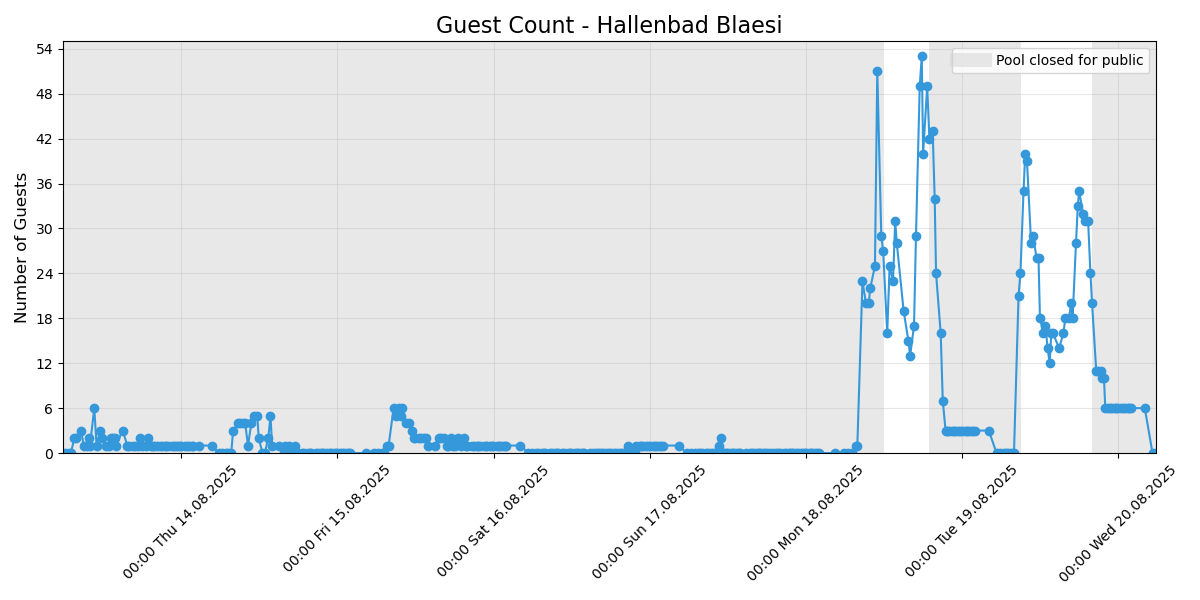 Guest Count - Hallenbad Blaesi
Pool closed for public
Number of Guests
54
48
42
36
30
24
18
12
6
0
00:00 Thu 14.08.2025
00:00 Fri 15.08.2025
00:00 Sat 16.08.2025
00:00 Sun 17.08.2025
00:00 Mon 18.08.2025
00:00 Tue 19.08.2025
00:00 Wed 20.08.2025